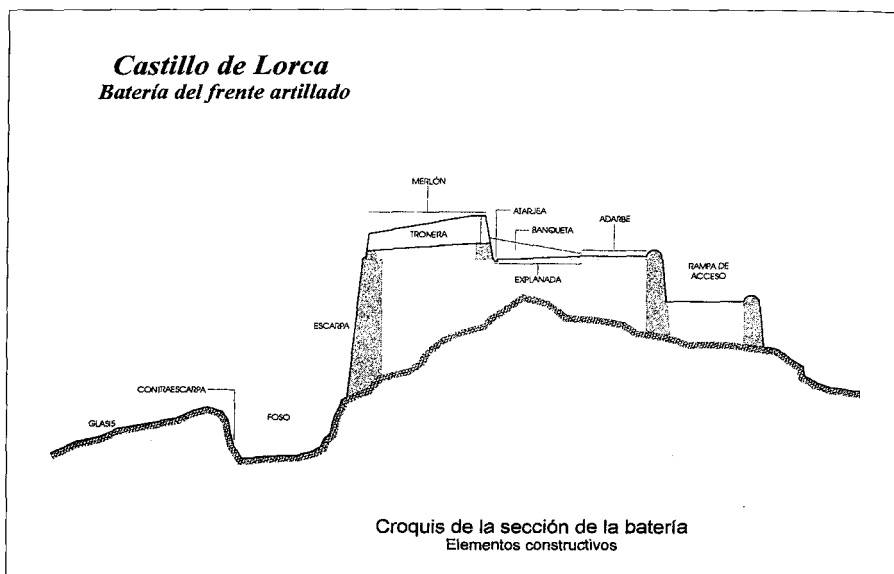 Castillo de Lorca
Batería del frente artillado
MERLÓN
ATARJEA
TRONERA
BANQUETA
ADARBE
RAMPA DE
ACCESO
EXPLANADA
ESCARPA
CONTRAESCARPA
FOSO
GLASIS
Croquis de la sección de la batería
Elementos constructivos